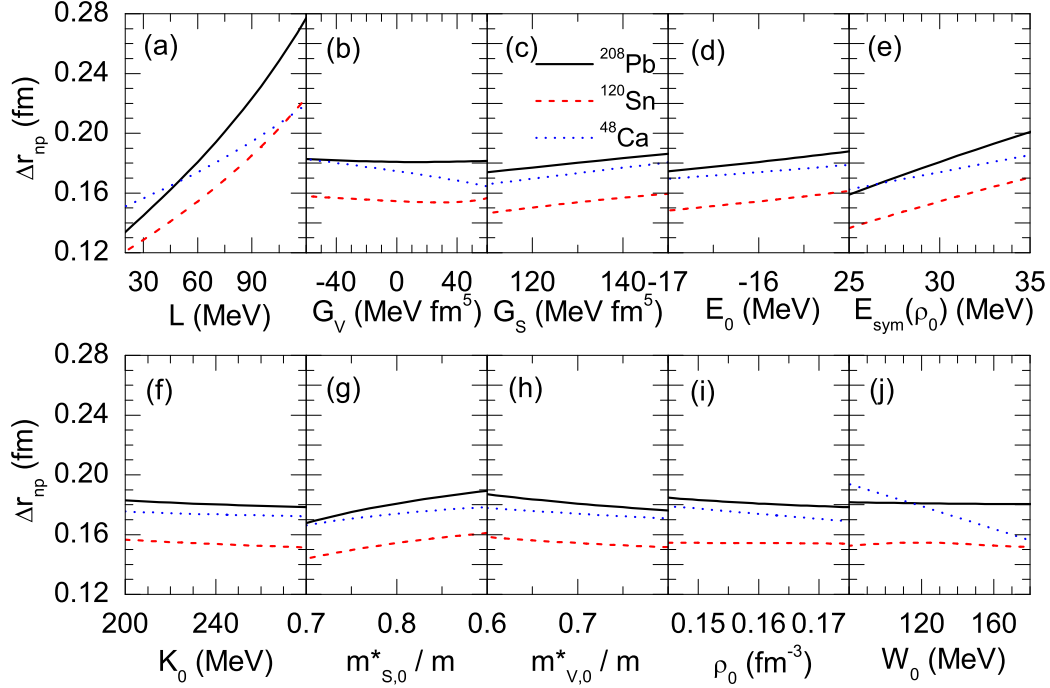 0.28
0.24
0.20
0.16
0.12
Δr_np (fm)
(a) (b) (c) (d) (e)
²⁰⁸Pb
¹²⁰Sn
⁴⁸Ca
30 60 90 -40 0 40 120 140 -17 -16 25 30 35
L (MeV) G_V (MeV fm⁵) G_S (MeV fm⁵) E_0 (MeV) E_sym(ρ_0) (MeV)
0.28
0.24
0.20
0.16
0.12
Δr_np (fm)
(f) (g) (h) (i) (j)
200 240 0.7 0.8 0.6 0.7 0.15 0.16 0.17 120 160
K_0 (MeV) m*_S,0 / m m*_V,0 / m ρ_0 (fm⁻³) W_0 (MeV)